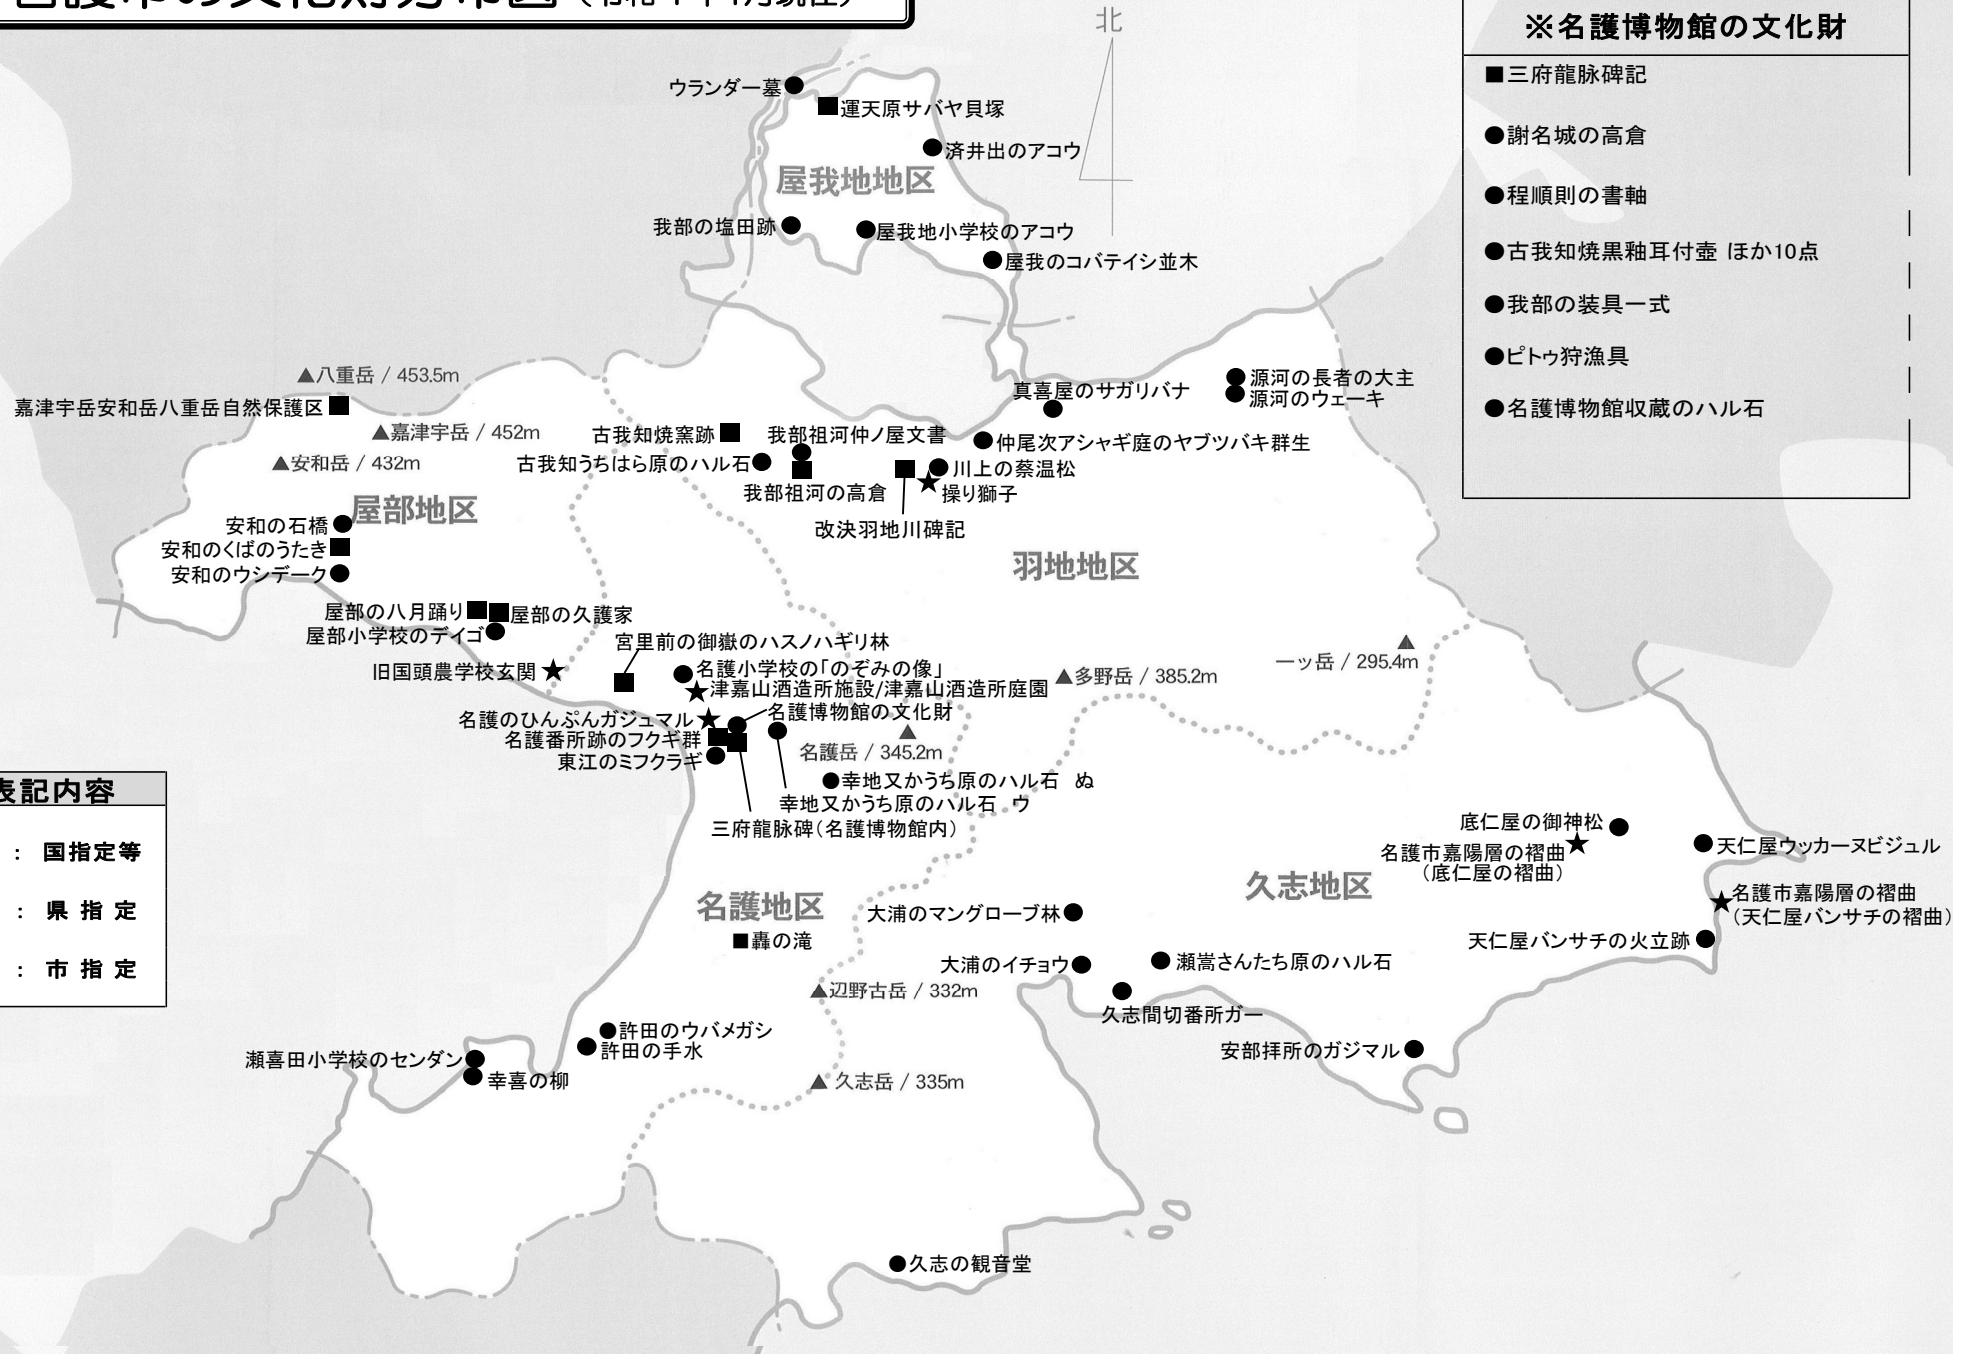 名護市の文化財分布図（令和4年4月現在）
北
※名護博物館の文化財
■三府龍脉碑記
●謝名城の高倉
●程順則の書軸
●古我知焼黒釉耳付壺 ほか10点
●我部の装具一式
●ピトゥ狩漁具
●名護博物館収蔵のハル石
ウランダー墓●
■運天原サバヤ貝塚
●済井出のアコウ
屋我地地区
我部の塩田跡●
●屋我地小学校のアコウ
●屋我のコバテイシ並木
▲八重岳 / 453.5m
嘉津宇岳安和岳八重岳自然保護区■
▲嘉津宇岳 / 452m
▲安和岳 / 432m
屋部地区
安和の石橋●
安和のくばのうたき■
安和のウシデーク●
屋部の八月踊り■
■屋部の久護家
屋部小学校のデイゴ●
旧国頭農学校玄関★
古我知焼窯跡■
古我知うちはら原のハル石●
我部祖河仲ノ屋文書
我部祖河の高倉
改決羽地川碑記
●川上の蔡温松
★操り獅子
●仲尾次アシャギ庭のヤブツバキ群生
真喜屋のサガリバナ
●源河の長者の大主
●源河のウェーキ
羽地地区
宮里前の御嶽のハスノハギリ林
●名護小学校の「のぞみの像」
★津嘉山酒造所施設/津嘉山酒造所庭園
名護博物館の文化財
名護のひんぷんガジュマル★
名護番所跡のフクギ群■
東江のミフクラギ●
名護岳 / 345.2m
●幸地又かうち原のハル石　ぬ
幸地又かうち原のハル石　ウ
三府龍脉碑（名護博物館内）
▲多野岳 / 385.2m
一ッ岳 / 295.4m
表記内容
： 国指定等
： 県 指 定
： 市 指 定
名護地区
■轟の滝
久志地区
底仁屋の御神松●
名護市嘉陽層の褶曲★
（底仁屋の褶曲）
●天仁屋ウッカーヌビジュル
★名護市嘉陽層の褶曲
（天仁屋バンサチの褶曲）
天仁屋バンサチの火立跡●
大浦のマングローブ林●
大浦のイチョウ●
●瀬嵩さんたち原のハル石
久志間切番所ガー
安部拝所のガジマル●
▲辺野古岳 / 332m
▲久志岳 / 335m
●許田のウバメガシ
●許田の手水
瀬喜田小学校のセンダン●
●幸喜の柳
●久志の観音堂